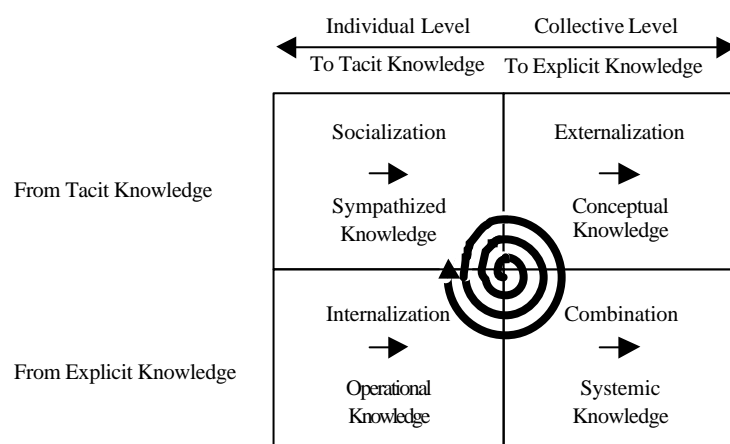 Individual Level Collective Level
To Tacit Knowledge To Explicit Knowledge
Socialization Externalization
From Tacit Knowledge
Sympathized Knowledge
Conceptual Knowledge
Internalization Combination
From Explicit Knowledge
Operational Knowledge
Systemic Knowledge